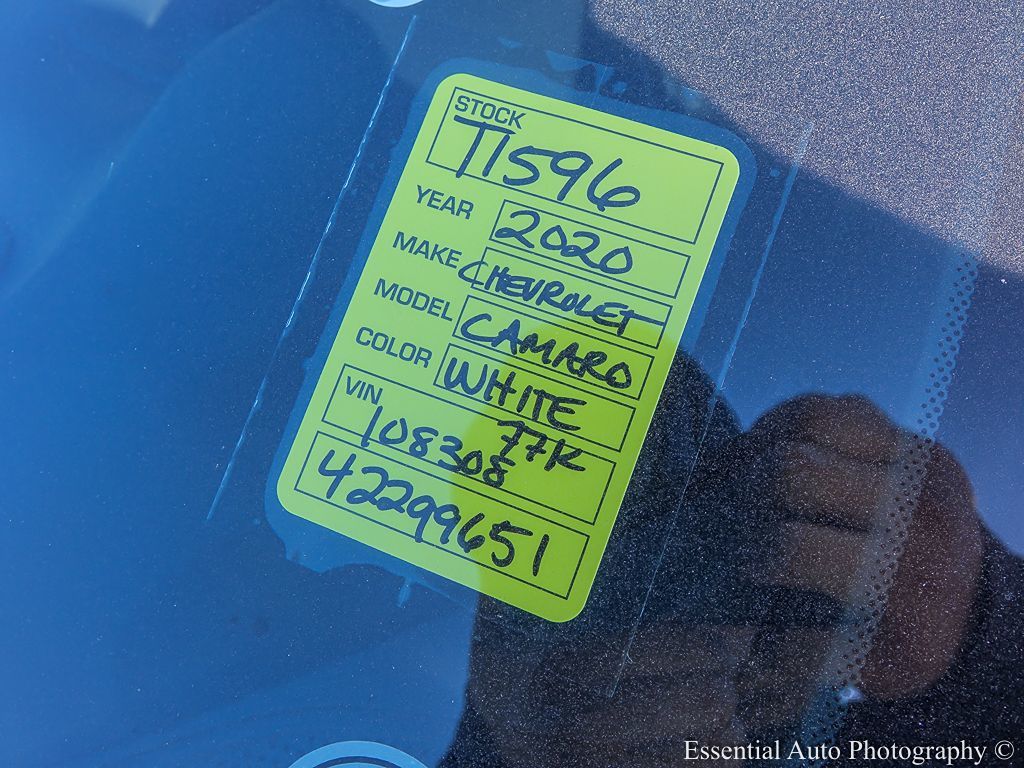 STOCK
T1596
YEAR 2020
MAKE CHEVROLET
MODEL CAMARO
COLOR WHITE
VIN 77K
108308
42299651
Essential Auto Photography ©